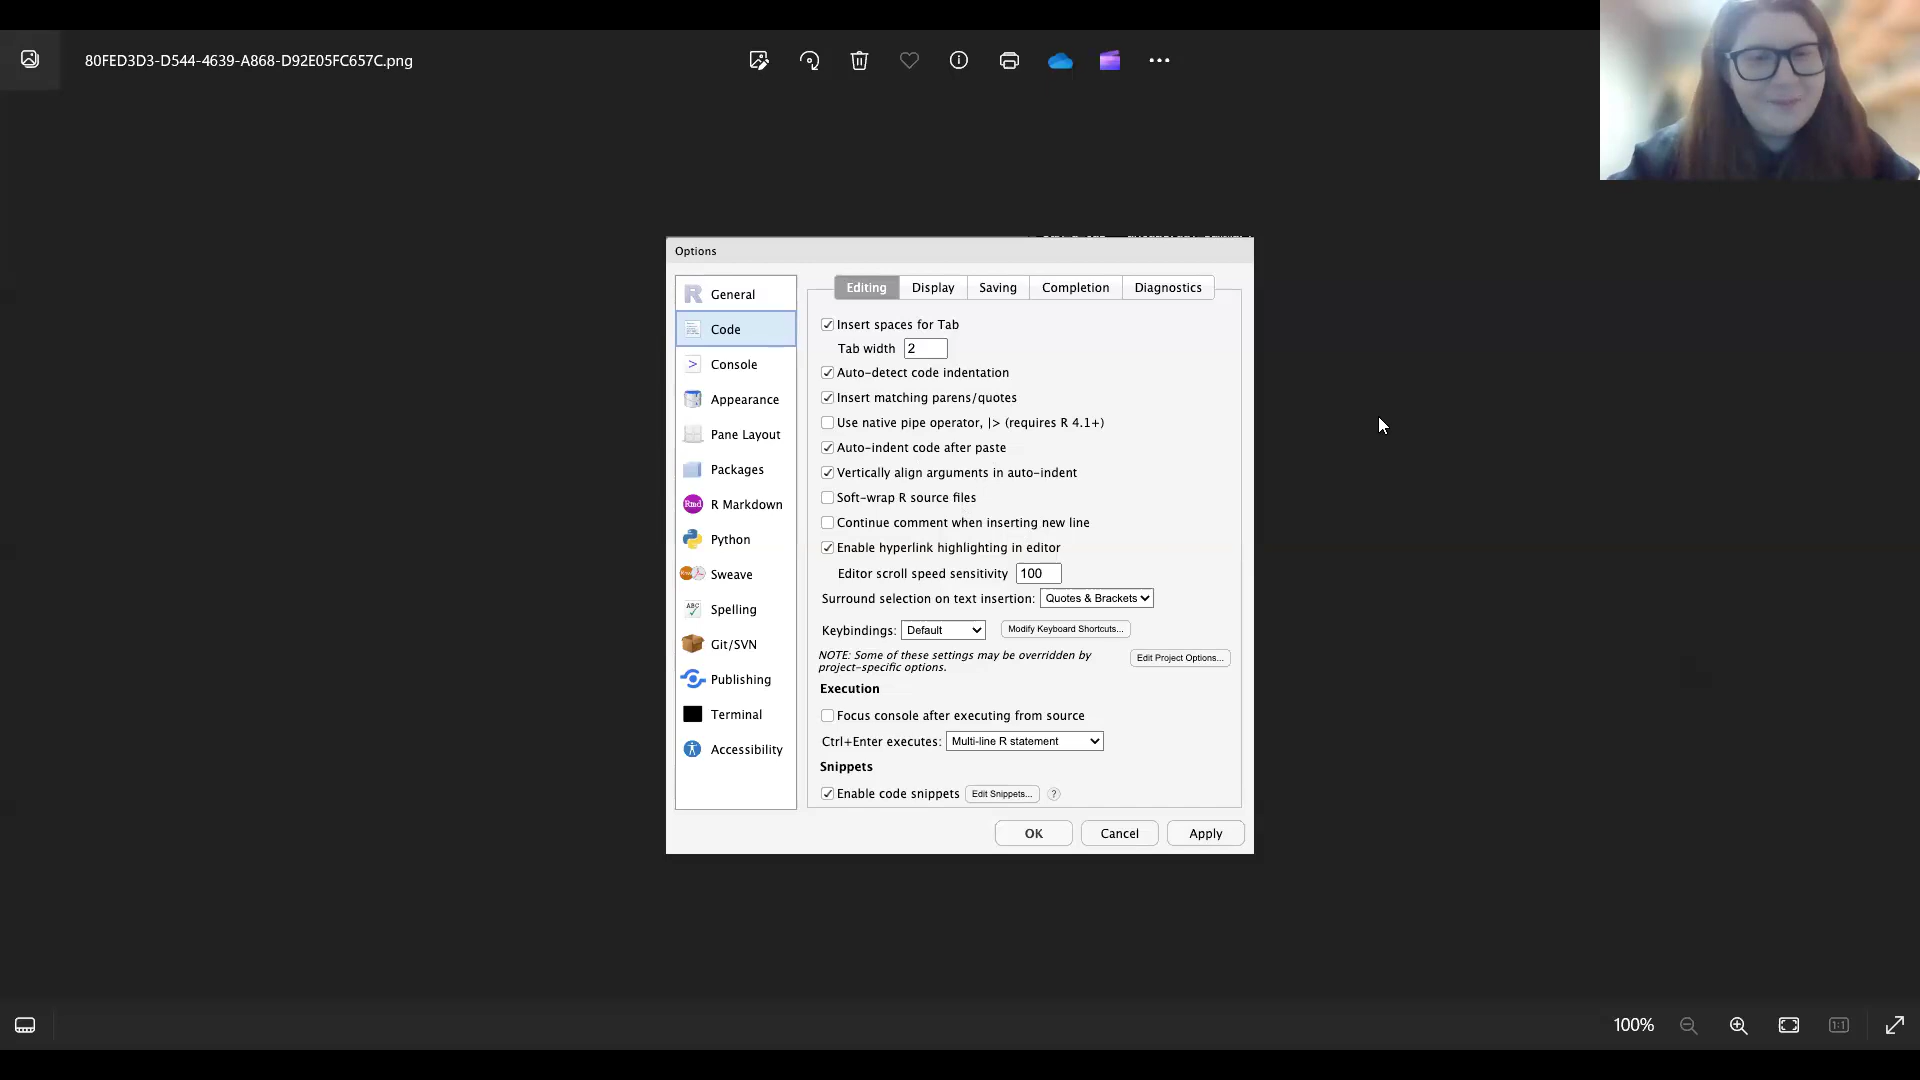 80FED3D3-D544-4639-A868-D92E05FC657C.png
Options
General
Code
Console
Appearance
Pane Layout
Packages
Rmd R Markdown
Python
Sweave
ABC Spelling
Git/SVN
Publishing
Terminal
Accessibility
Editing Display Saving Completion Diagnostics
Insert spaces for Tab
Tab width 2
Auto-detect code indentation
Insert matching parens/quotes
Use native pipe operator, |> (requires R 4.1+)
Auto-indent code after paste
Vertically align arguments in auto-indent
Soft-wrap R source files
Continue comment when inserting new line
Enable hyperlink highlighting in editor
Editor scroll speed sensitivity 100
Surround selection on text insertion: Quotes & Brackets
Keybindings: Default Modify Keyboard Shortcuts...
NOTE: Some of these settings may be overridden by
project-specific options.
Edit Project Options...
Execution
Focus console after executing from source
Ctrl+Enter executes: Multi-line R statement
Snippets
Enable code snippets Edit Snippets... ?
OK Cancel Apply
100% 1:1